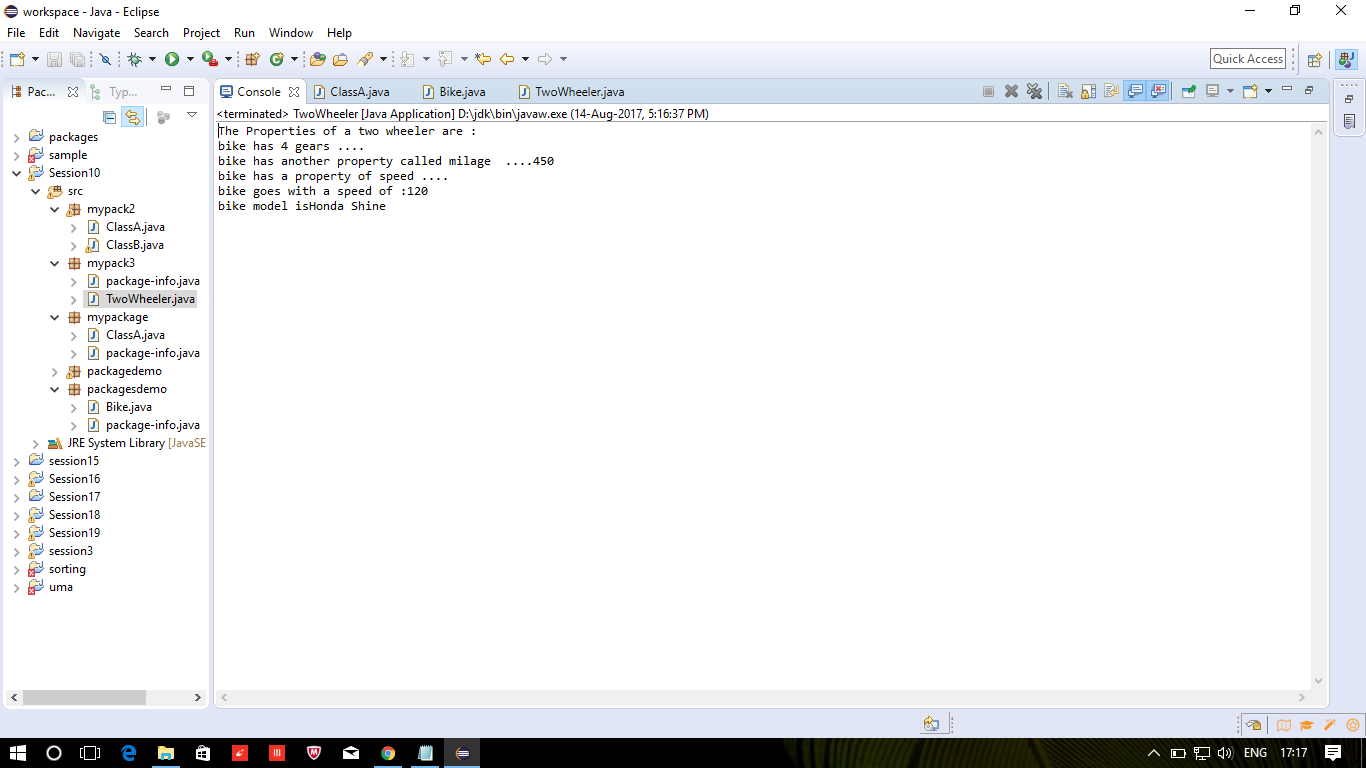 workspace - Java - Eclipse
File Edit Navigate Search Project Run Window Help
Quick Access
Pac... Typ...
Console ClassA.java Bike.java TwoWheeler.java
<terminated> TwoWheeler [Java Application] D:\jdk\bin\javaw.exe (14-Aug-2017, 5:16:37 PM)
The Properties of a two wheeler are :
bike has 4 gears ....
bike has another property called milage  ....450
bike has a property of speed ....
bike goes with a speed of :120
bike model isHonda Shine
packages
sample
Session10
src
mypack2
ClassA.java
ClassB.java
mypack3
package-info.java
TwoWheeler.java
mypackage
ClassA.java
package-info.java
packagedemo
packagesdemo
Bike.java
package-info.java
JRE System Library [JavaSE
session15
Session16
Session17
Session18
Session19
session3
sorting
uma
ENG 17:17